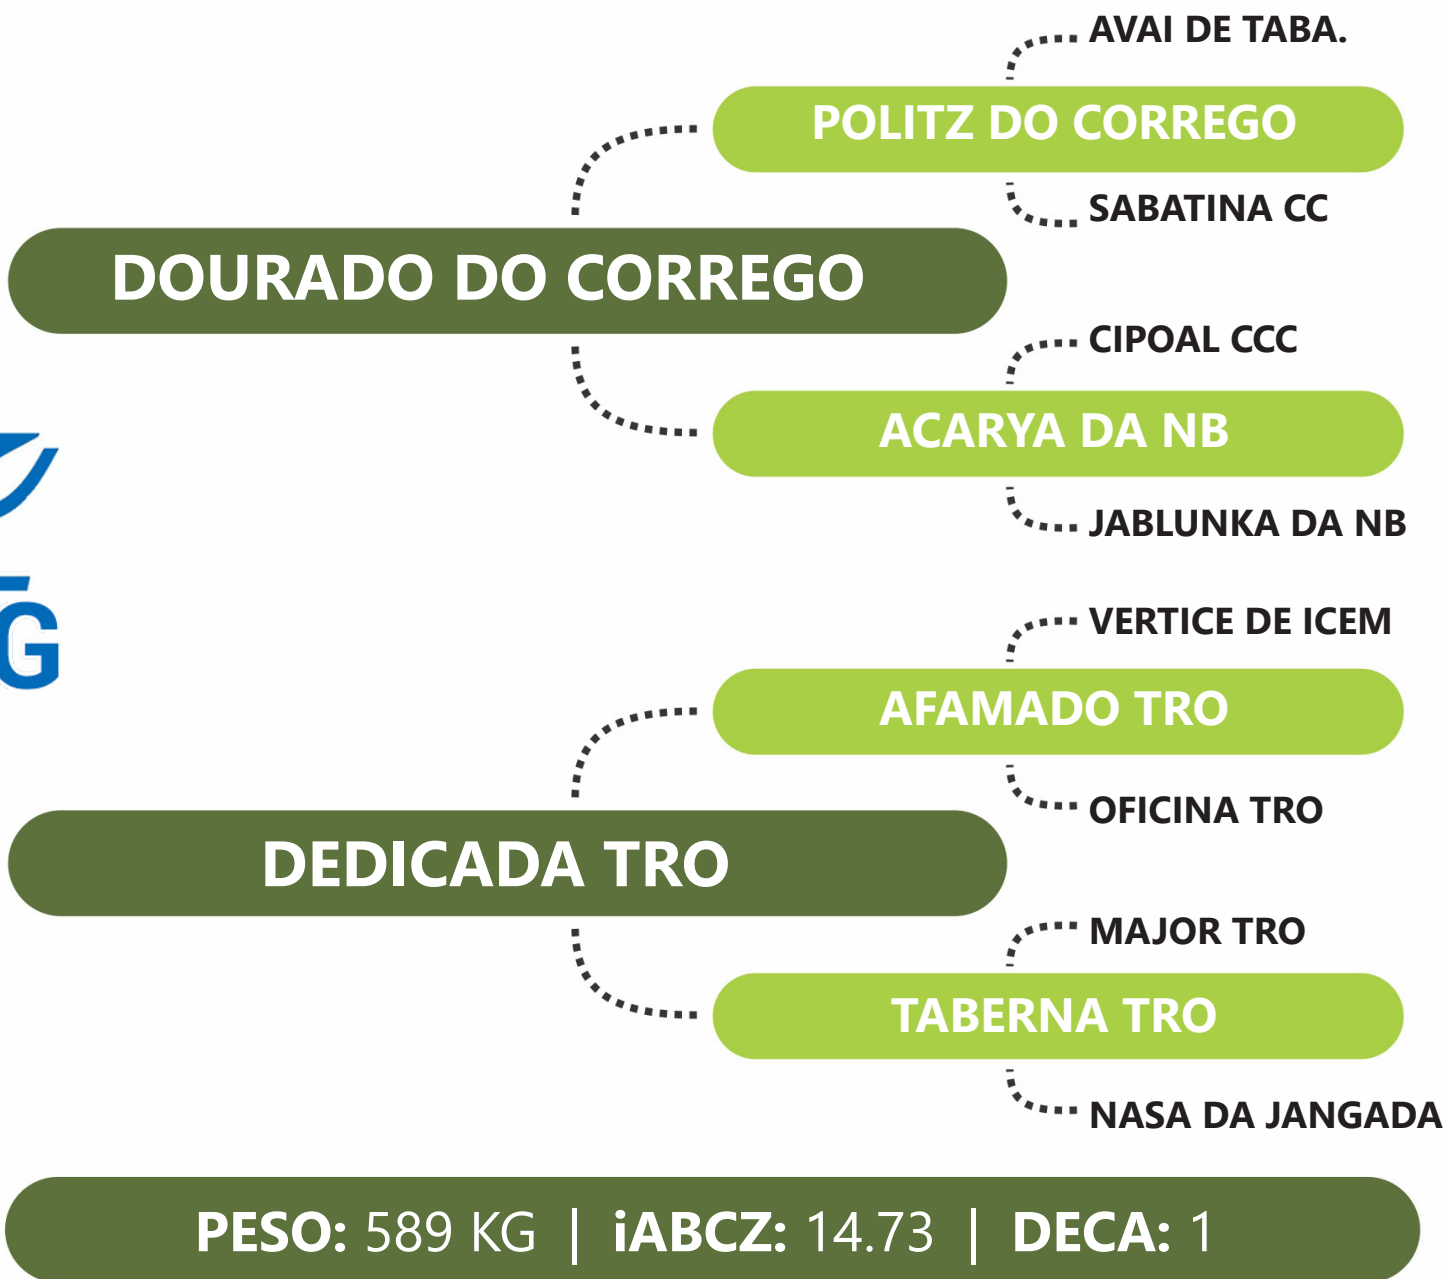 AVAI DE TABA.
POLITZ DO CORREGO
SABATINA CC
DOURADO DO CORREGO
CIPOAL CCC
ACARYA DA NB
JABLUNKA DA NB
G
VERTICE DE ICEM
AFAMADO TRO
OFICINA TRO
DEDICADA TRO
MAJOR TRO
TABERNA TRO
NASA DA JANGADA
PESO: 589 KG | iABCZ: 14.73 | DECA: 1